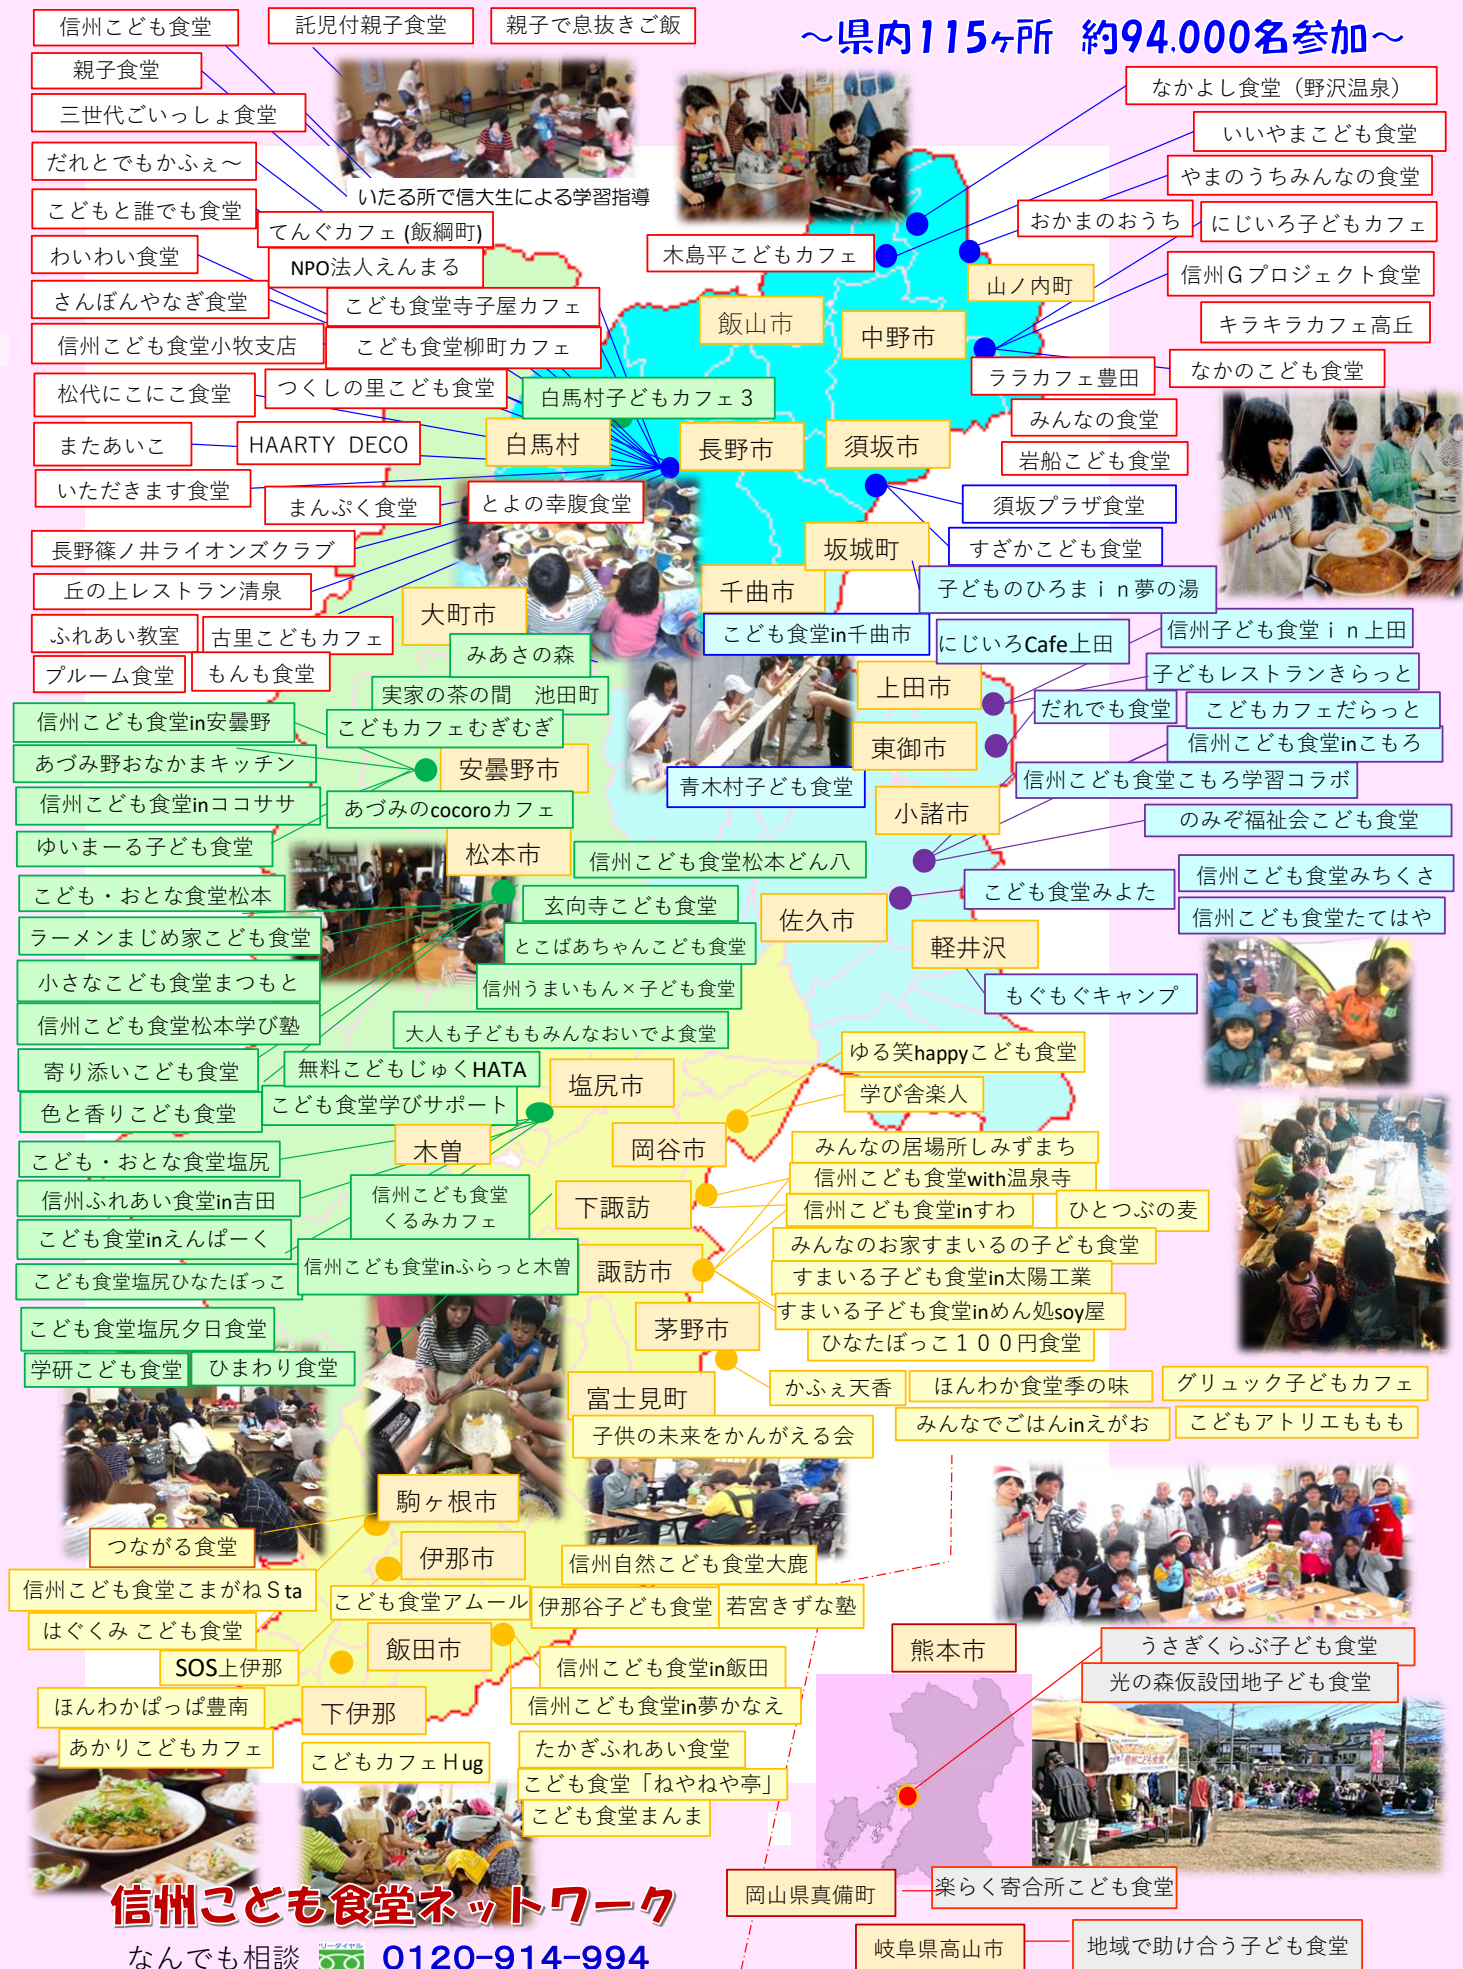 ～県内115ヶ所 約94,000名参加～
信州こども食堂
託児付親子食堂
親子で息抜きご飯
親子食堂
三世代ごいっしょ食堂
だれとでもかふぇ～
こどもと誰でも食堂
わいわい食堂
さんぼんやなぎ食堂
信州こども食堂小牧支店
松代にこにこ食堂
またあいこ
いただきます食堂
長野篠ノ井ライオンズクラブ
丘の上レストラン清泉
ふれあい教室
古里こどもカフェ
プルーム食堂
もんも食堂
いたる所で信大生による学習指導
てんぐカフェ (飯綱町)
NPO法人えんまる
こども食堂寺子屋カフェ
こども食堂柳町カフェ
つくしの里こども食堂
HAARTY DECO
まんぷく食堂
とよの幸腹食堂
白馬村子どもカフェ３
白馬村
長野市
須坂市
飯山市
中野市
山ノ内町
坂城町
千曲市
大町市
なかよし食堂（野沢温泉）
いいやまこども食堂
やまのうちみんなの食堂
おかまのおうち
にじいろ子どもカフェ
木島平こどもカフェ
信州Ｇプロジェクト食堂
キラキラカフェ高丘
ララカフェ豊田
なかのこども食堂
みんなの食堂
岩船こども食堂
須坂プラザ食堂
すざかこども食堂
子どものひろまｉｎ夢の湯
こども食堂in千曲市
にじいろCafe上田
信州子ども食堂ｉｎ上田
子どもレストランきらっと
上田市
だれでも食堂
こどもカフェだらっと
東御市
信州こども食堂inこもろ
信州こども食堂こもろ学習コラボ
青木村子ども食堂
小諸市
のみぞ福祉会こども食堂
こども食堂みよた
信州こども食堂みちくさ
信州こども食堂たてはや
佐久市
軽井沢
もぐもぐキャンプ
みあさの森
実家の茶の間　池田町
信州こども食堂in安曇野
こどもカフェむぎむぎ
あづみ野おなかまキッチン
安曇野市
信州こども食堂inココササ
あづみのcocoroカフェ
ゆいまーる子ども食堂
松本市
信州こども食堂松本どん八
こども・おとな食堂松本
玄向寺こども食堂
ラーメンまじめ家こども食堂
とこばあちゃんこども食堂
小さなこども食堂まつもと
信州うまいもん×子ども食堂
信州こども食堂松本学び塾
大人も子どももみんなおいでよ食堂
寄り添いこども食堂
無料こどもじゅくHATA
色と香りこども食堂
こども食堂学びサポート
塩尻市
木曽
こども・おとな食堂塩尻
信州ふれあい食堂in吉田
信州こども食堂
くるみカフェ
こども食堂inえんぱーく
こども食堂塩尻ひなたぼっこ
信州こども食堂inふらっと木曽
こども食堂塩尻夕日食堂
学研こども食堂
ひまわり食堂
ゆる笑happyこども食堂
学び舎楽人
岡谷市
みんなの居場所しみずまち
信州こども食堂with温泉寺
下諏訪
信州こども食堂inすわ
ひとつぶの麦
みんなのお家すまいるの子ども食堂
諏訪市
すまいる子ども食堂in太陽工業
すまいる子ども食堂inめん処soy屋
茅野市
ひなたぼっこ１００円食堂
かふぇ天香
ほんわか食堂季の味
グリュック子どもカフェ
富士見町
みんなでごはんinえがお
こどもアトリエももも
子供の未来をかんがえる会
駒ヶ根市
つながる食堂
伊那市
信州自然こども食堂大鹿
信州こども食堂こまがねＳta
こども食堂アムール
伊那谷子ども食堂
若宮きずな塾
はぐくみ こども食堂
飯田市
SOS上伊那
信州こども食堂in飯田
ほんわかぱっぱ豊南
下伊那
信州こども食堂in夢かなえ
あかりこどもカフェ
こどもカフェＨug
たかぎふれあい食堂
こども食堂「ねやねや亭」
こども食堂まんま
熊本市
うさぎくらぶ子ども食堂
光の森仮設団地子ども食堂
岡山県真備町
楽らく寄合所こども食堂
岐阜県高山市
地域で助け合う子ども食堂
信州こども食堂ネットワーク
なんでも相談
フリーダイヤル
0120-914-994